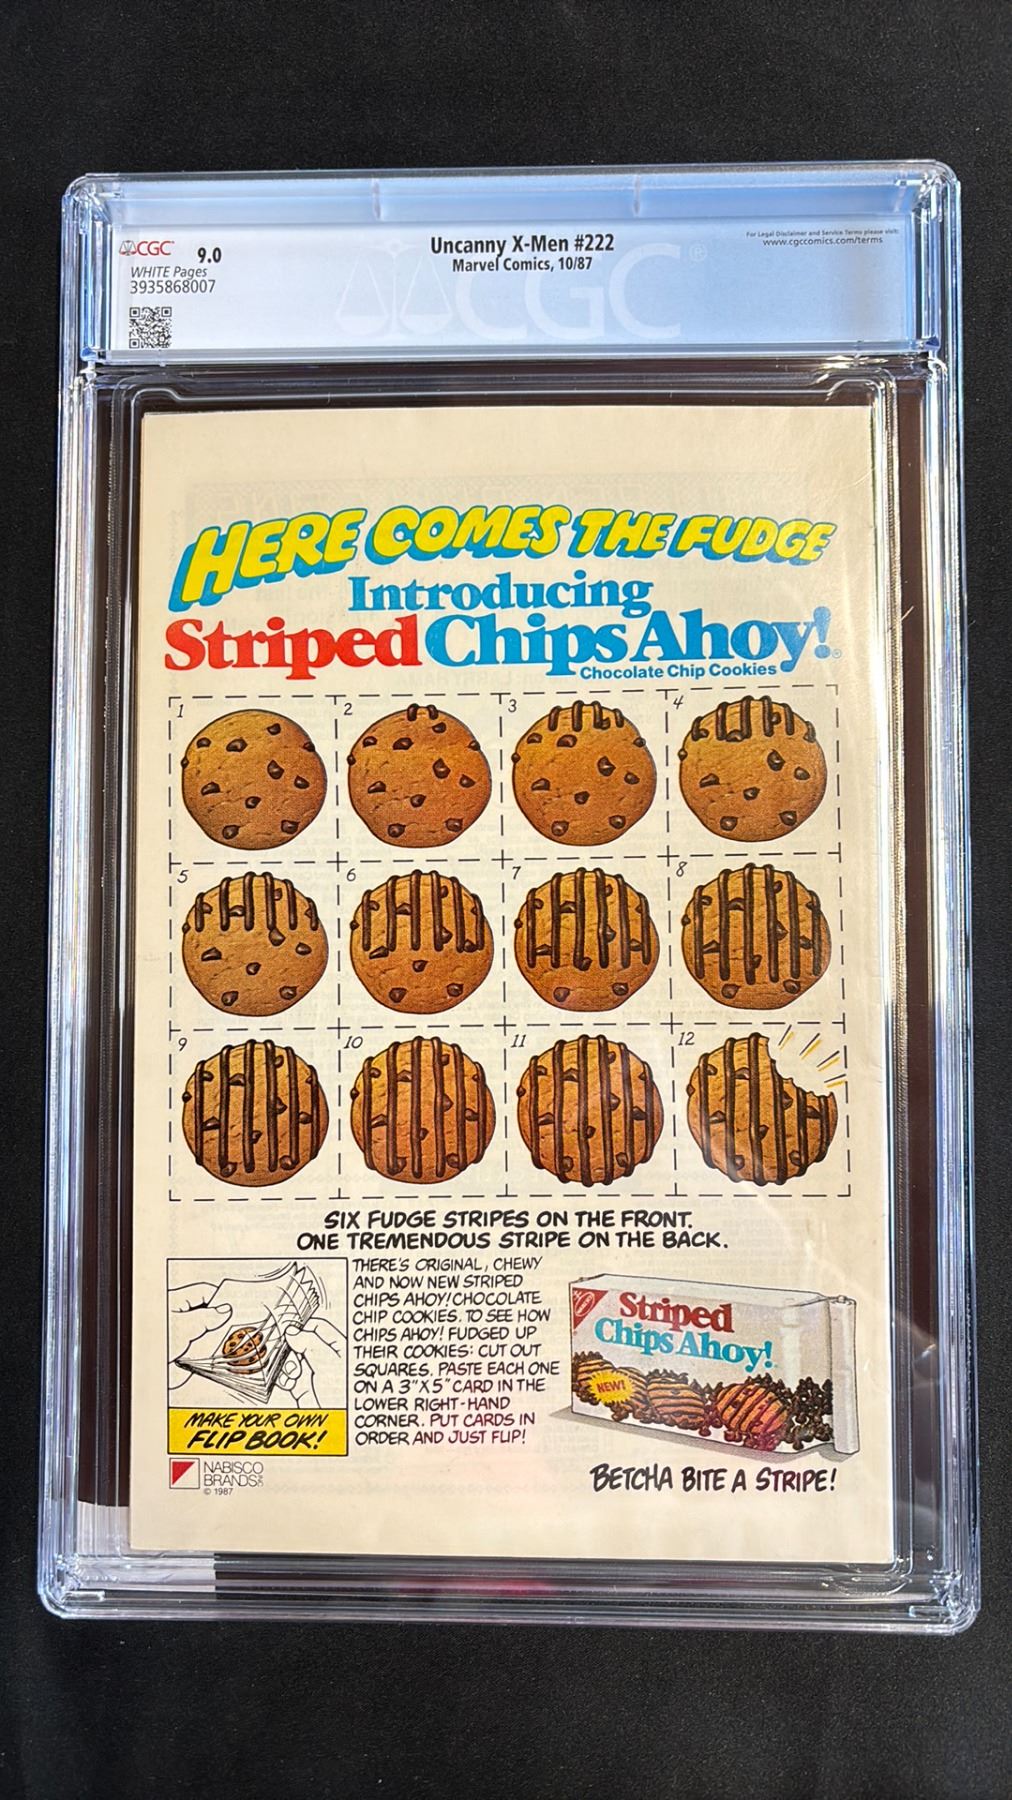 CGC 9.0
WHITE Pages
3935868007
Uncanny X-Men #222
Marvel Comics, 10/87
For Legal Disclaimer and Service Terms please visit:
www.cgccomics.com/terms
CGC®
HERE COMES THE FUDGE
Introducing
Striped Chips Ahoy!®
Chocolate Chip Cookies
1 2 3 4
5 6 7 8
9 10 11 12
SIX FUDGE STRIPES ON THE FRONT.
ONE TREMENDOUS STRIPE ON THE BACK.
THERE'S ORIGINAL, CHEWY
AND NOW NEW STRIPED
CHIPS AHOY! CHOCOLATE
CHIP COOKIES. TO SEE HOW
CHIPS AHOY! FUDGED UP
THEIR COOKIES: CUT OUT
SQUARES. PASTE EACH ONE
ON A 3"X5" CARD IN THE
LOWER RIGHT-HAND
CORNER. PUT CARDS IN
ORDER AND JUST FLIP!
MAKE YOUR OWN
FLIP BOOK!
NABISCO
BRANDS
© 1987
Striped
Chips Ahoy!
NEW!
BETCHA BITE A STRIPE!